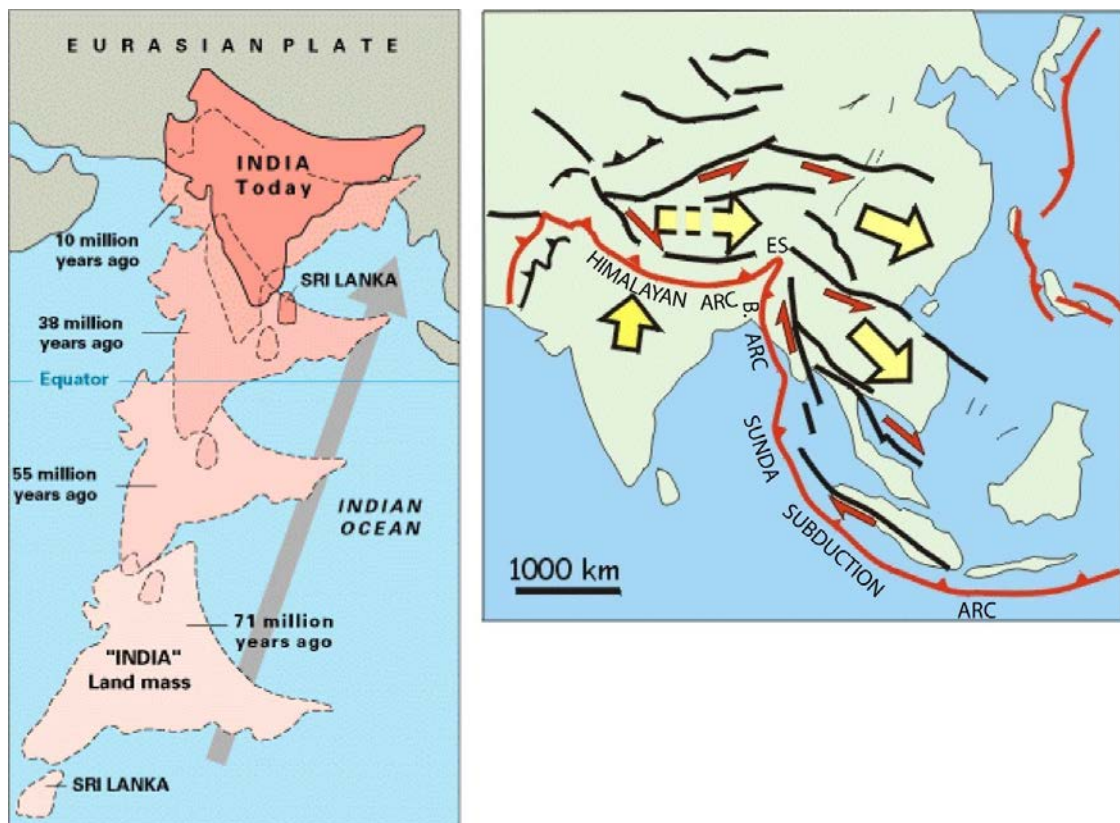 EURASIAN PLATE
INDIA
Today
10 million
years ago
SRI LANKA
38 million
years ago
Equator
55 million
years ago
INDIAN
OCEAN
71 million
years ago
"INDIA"
Land mass
SRI LANKA
ES
HIMALAYAN ARC
B. ARC
SUNDA
SUBDUCTION
ARC
1000 km